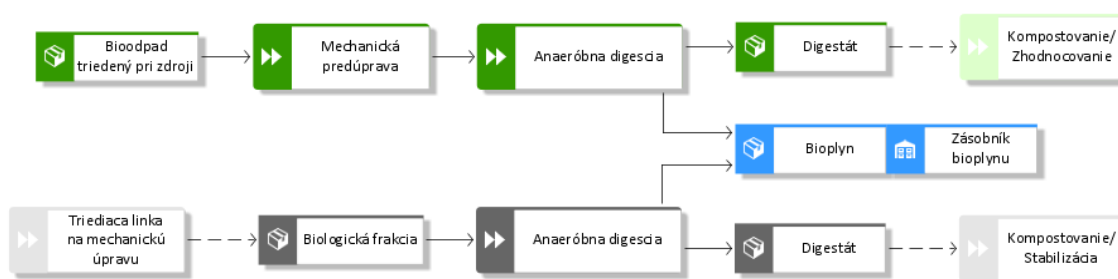 Bioodpad
triedený pri zdroji
Mechanická
predúprava
Anaeróbna digescia
Digestát
Kompostovanie/
Zhodnocovanie
Bioplyn
Zásobník
bioplynu
Triediaca linka
na mechanickú
úpravu
Biologická frakcia
Anaeróbna digescia
Digestát
Kompostovanie/
Stabilizácia